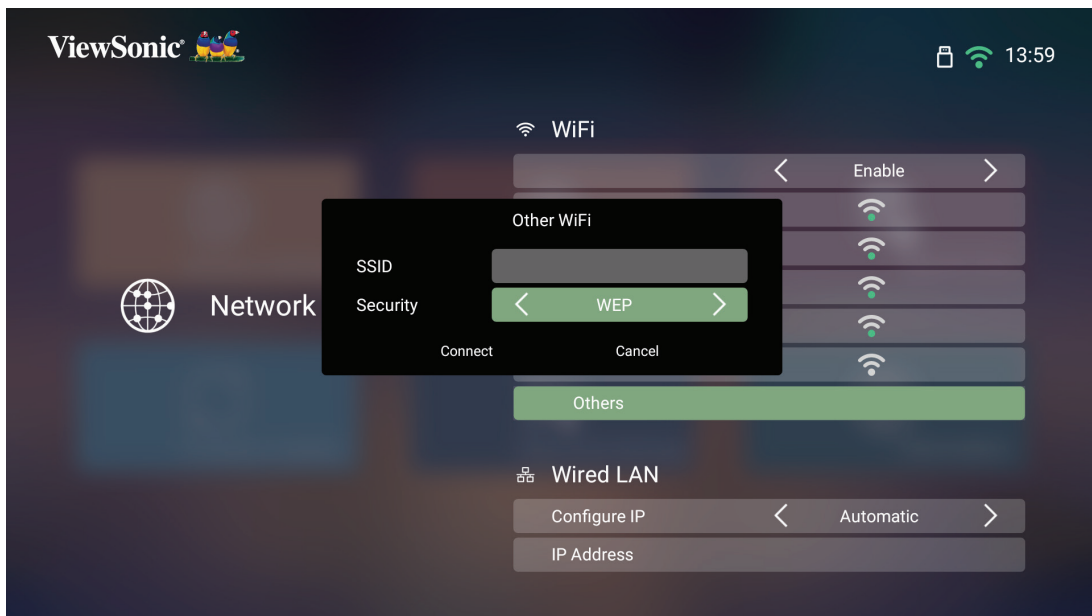 ViewSonic®
13:59
WiFi
Enable
Other WiFi
SSID
Security
WEP
Connect
Cancel
Network
Others
Wired LAN
Configure IP
Automatic
IP Address